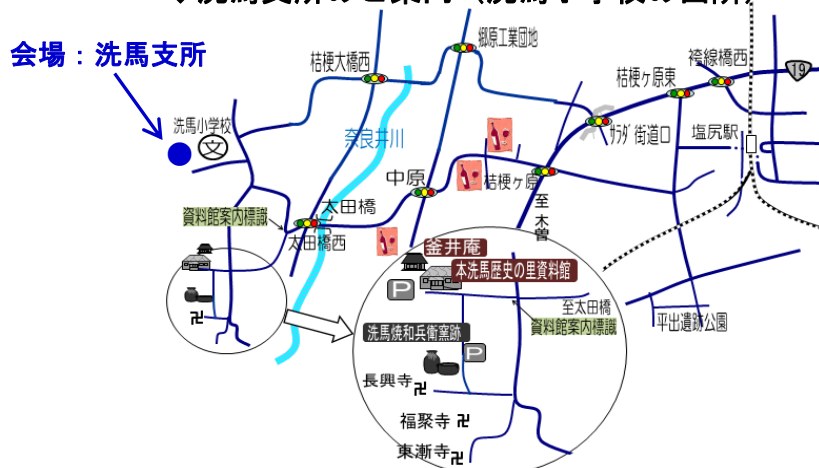 会場：洗馬支所
郷原工業団地
桔梗大橋西
桔梗ヶ原東
袴線橋西
19
洗馬小学校
文
奈良井川
サラダ街道口
塩尻駅
中原
桔梗ヶ原
至木曽
太田橋
資料館案内標識
太田橋西
釜井庵
本洗馬歴史の里資料館
P
至太田橋
資料館案内標識
平出遺跡公園
洗馬焼和兵衛窯跡
P
長興寺
福聚寺
東漸寺